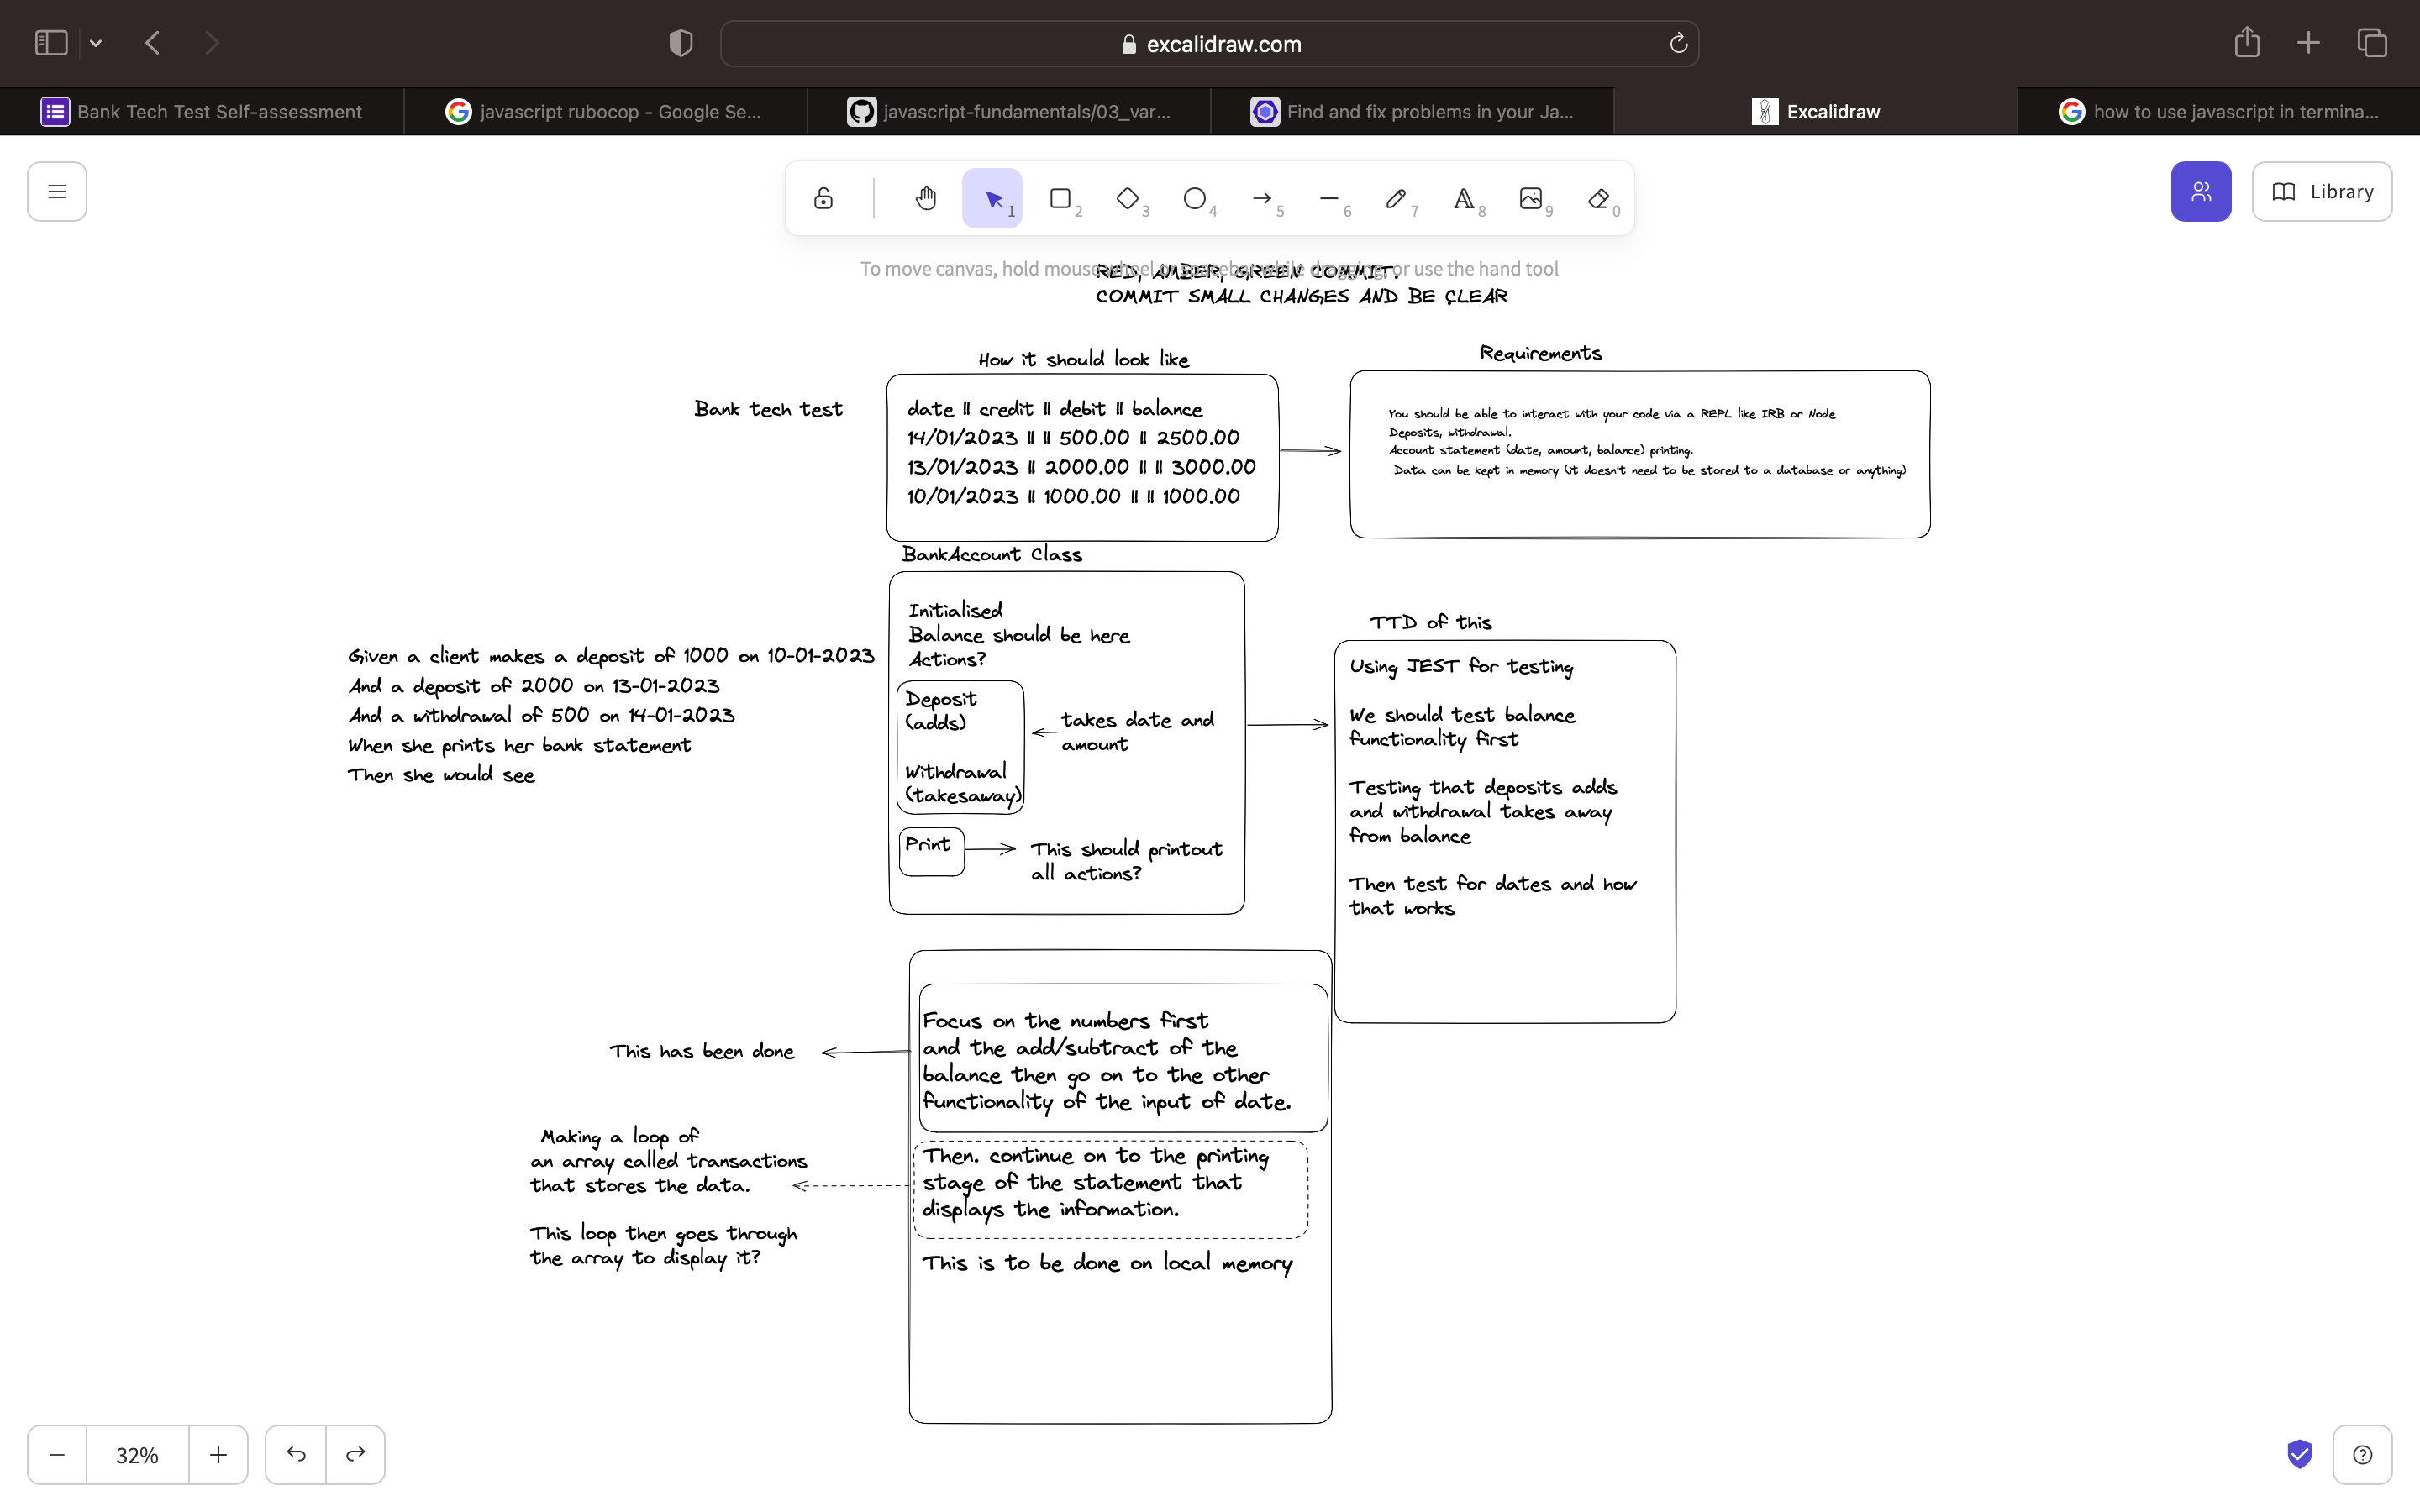 excalidraw.com
Bank Tech Test Self-assessment
javascript rubocop - Google Se...
javascript-fundamentals/03_var...
Find and fix problems in your Ja...
Excalidraw
how to use javascript in termina...
1
2
3
4
5
6
7
8
9
0
Library
To move canvas, hold mouse wheel or spacebar while dragging, or use the hand tool
RED, AMBER, GREEN COMMIT.
COMMIT SMALL CHANGES AND BE CLEAR
How it should look like
Requirements
Bank tech test
date || credit || debit || balance
14/01/2023 || || 500.00 || 2500.00
13/01/2023 || 2000.00 || || 3000.00
10/01/2023 || 1000.00 || || 1000.00
You should be able to interact with your code via a REPL like IRB or Node
Deposits, withdrawal.
Account statement (date, amount, balance) printing.
Data can be kept in memory (it doesn't need to be stored to a database or anything)
BankAccount Class
Initialised
Balance should be here
Actions?
Deposit
(adds)
Withdrawal
(takesaway)
takes date and
amount
Print
This should printout
all actions?
Given a client makes a deposit of 1000 on 10-01-2023
And a deposit of 2000 on 13-01-2023
And a withdrawal of 500 on 14-01-2023
When she prints her bank statement
Then she would see
TTD of this
Using JEST for testing
We should test balance
functionality first
Testing that deposits adds
and withdrawal takes away
from balance
Then test for dates and how
that works
Focus on the numbers first
and the add/subtract of the
balance then go on to the other
functionality of the input of date.
This has been done
Then. continue on to the printing
stage of the statement that
displays the information.
Making a loop of
an array called transactions
that stores the data.
This loop then goes through
the array to display it?
This is to be done on local memory
32%